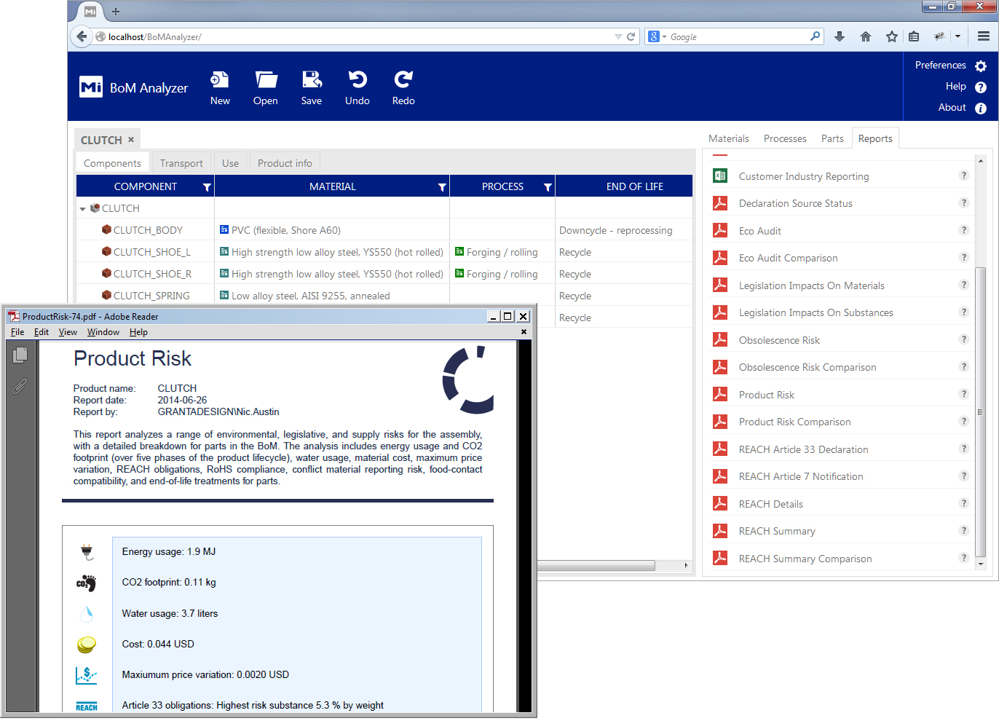 Mi
localhost/BoMAnalyzer/
Google
Mi BoM Analyzer
New
Open
Save
Undo
Redo
Preferences
Help
About
CLUTCH ×
Components Transport Use Product info
COMPONENT MATERIAL PROCESS END OF LIFE
CLUTCH
CLUTCH_BODY PVC (flexible, Shore A60) Downcycle - reprocessing
CLUTCH_SHOE_L High strength low alloy steel, YS550 (hot rolled) Forging / rolling Recycle
CLUTCH_SHOE_R High strength low alloy steel, YS550 (hot rolled) Forging / rolling Recycle
CLUTCH_SPRING Low alloy steel, AISI 9255, annealed Recycle
Recycle
Materials Processes Parts Reports
Customer Industry Reporting ?
Declaration Source Status ?
Eco Audit ?
Eco Audit Comparison ?
Legislation Impacts On Materials ?
Legislation Impacts On Substances ?
Obsolescence Risk ?
Obsolescence Risk Comparison ?
Product Risk ?
Product Risk Comparison ?
REACH Article 33 Declaration ?
REACH Article 7 Notification ?
REACH Details ?
REACH Summary ?
REACH Summary Comparison ?
ProductRisk-74.pdf - Adobe Reader
File Edit View Window Help
Product Risk
Product name: CLUTCH
Report date: 2014-06-26
Report by: GRANTADESIGN\Nic.Austin
This report analyzes a range of environmental, legislative, and supply risks for the assembly,
with a detailed breakdown for parts in the BoM. The analysis includes energy usage and CO2
footprint (over five phases of the product lifecycle), water usage, material cost, maximum price
variation, REACH obligations, RoHS compliance, conflict material reporting risk, food-contact
compatibility, and end-of-life treatments for parts.
Energy usage: 1.9 MJ
CO2 CO2 footprint: 0.11 kg
Water usage: 3.7 liters
Cost: 0.044 USD
$ Maxiumum price variation: 0.0020 USD
REACH Article 33 obligations: Highest risk substance 5.3 % by weight